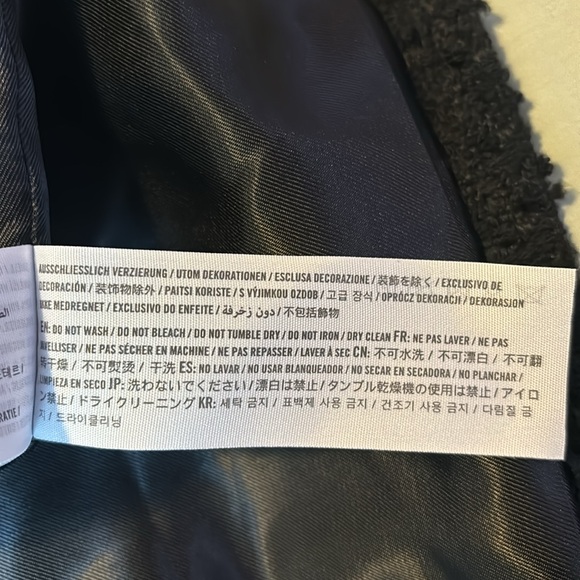 AUSSCHLIESSLICH VERZIERUNG / UTOM DEKORATIONEN / ESCLUSA DECORAZIONE / 装飾を除く / EXCLUSIVO DE
DECORACIÓN / 装饰物除外 / PAITSI KORISTE / S VÝJIMKOU OZDOB / 고급 장식 / OPRÓCZ DEKORACJI / DEKORASJON
IKKE MEDREGNET / EXCLUSIVO DO ENFEITE / دون زخرفة / 不包括飾物
EN: DO NOT WASH / DO NOT BLEACH / DO NOT TUMBLE DRY / DO NOT IRON / DRY CLEAN FR: NE PAS LAVER / NE PAS
JAVELLISER / NE PAS SÉCHER EN MACHINE / NE PAS REPASSER / LAVER À SEC CN: 不可水洗 / 不可漂白 / 不可翻
转干燥 / 不可熨烫 / 干洗 ES: NO LAVAR / NO USAR BLANQUEADOR / NO SECAR EN SECADORA / NO PLANCHAR /
LIMPIEZA EN SECO JP: 洗わないでください / 漂白は禁止 / タンブル乾燥機の使用は禁止 / アイロ
ン禁止 / ドライクリーニング KR: 세탁 금지 / 표백제 사용 금지 / 건조기 사용 금지 / 다림질 금
지 / 드라이클리닝